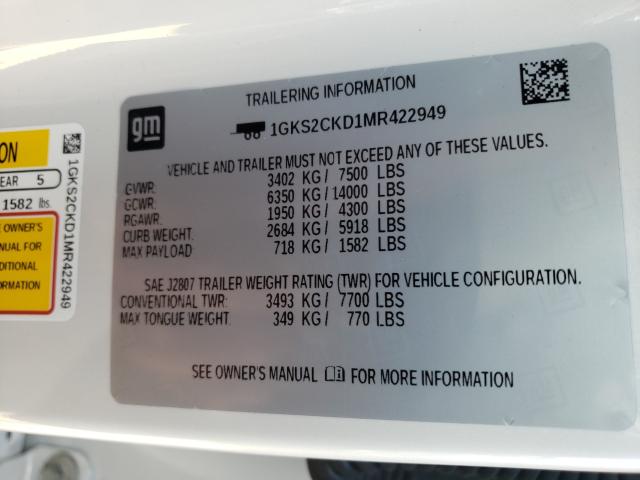 gm
TRAILERING INFORMATION
1GKS2CKD1MR422949
VEHICLE AND TRAILER MUST NOT EXCEED ANY OF THESE VALUES.
GVWR: 3402 KG/ 7500 LBS
GCWR: 6350 KG/ 14000 LBS
RGAWR: 1950 KG/ 4300 LBS
CURB WEIGHT: 2684 KG/ 5918 LBS
MAX PAYLOAD: 718 KG/ 1582 LBS
SAE J2807 TRAILER WEIGHT RATING (TWR) FOR VEHICLE CONFIGURATION.
CONVENTIONAL TWR: 3493 KG/ 7700 LBS
MAX TONGUE WEIGHT: 349 KG/ 770 LBS
SEE OWNER'S MANUAL FOR MORE INFORMATION
ON
EAR 5
1582 lbs.
E OWNER'S
NUAL FOR
DITIONAL
ORMATION
1GKS2CKD1MR422949